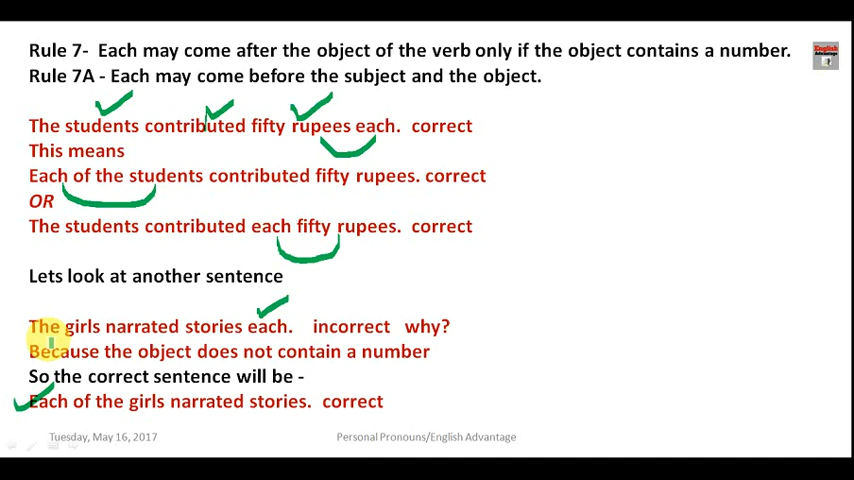 Rule 7- Each may come after the object of the verb only if the object contains a number.
English
Advantage
Rule 7A - Each may come before the subject and the object.
The students contributed fifty rupees each. correct
This means
Each of the students contributed fifty rupees. correct
OR
The students contributed each fifty rupees. correct
Lets look at another sentence
The girls narrated stories each. incorrect why?
Because the object does not contain a number
So the correct sentence will be -
Each of the girls narrated stories. correct
Tuesday, May 16, 2017 Personal Pronouns/English Advantage